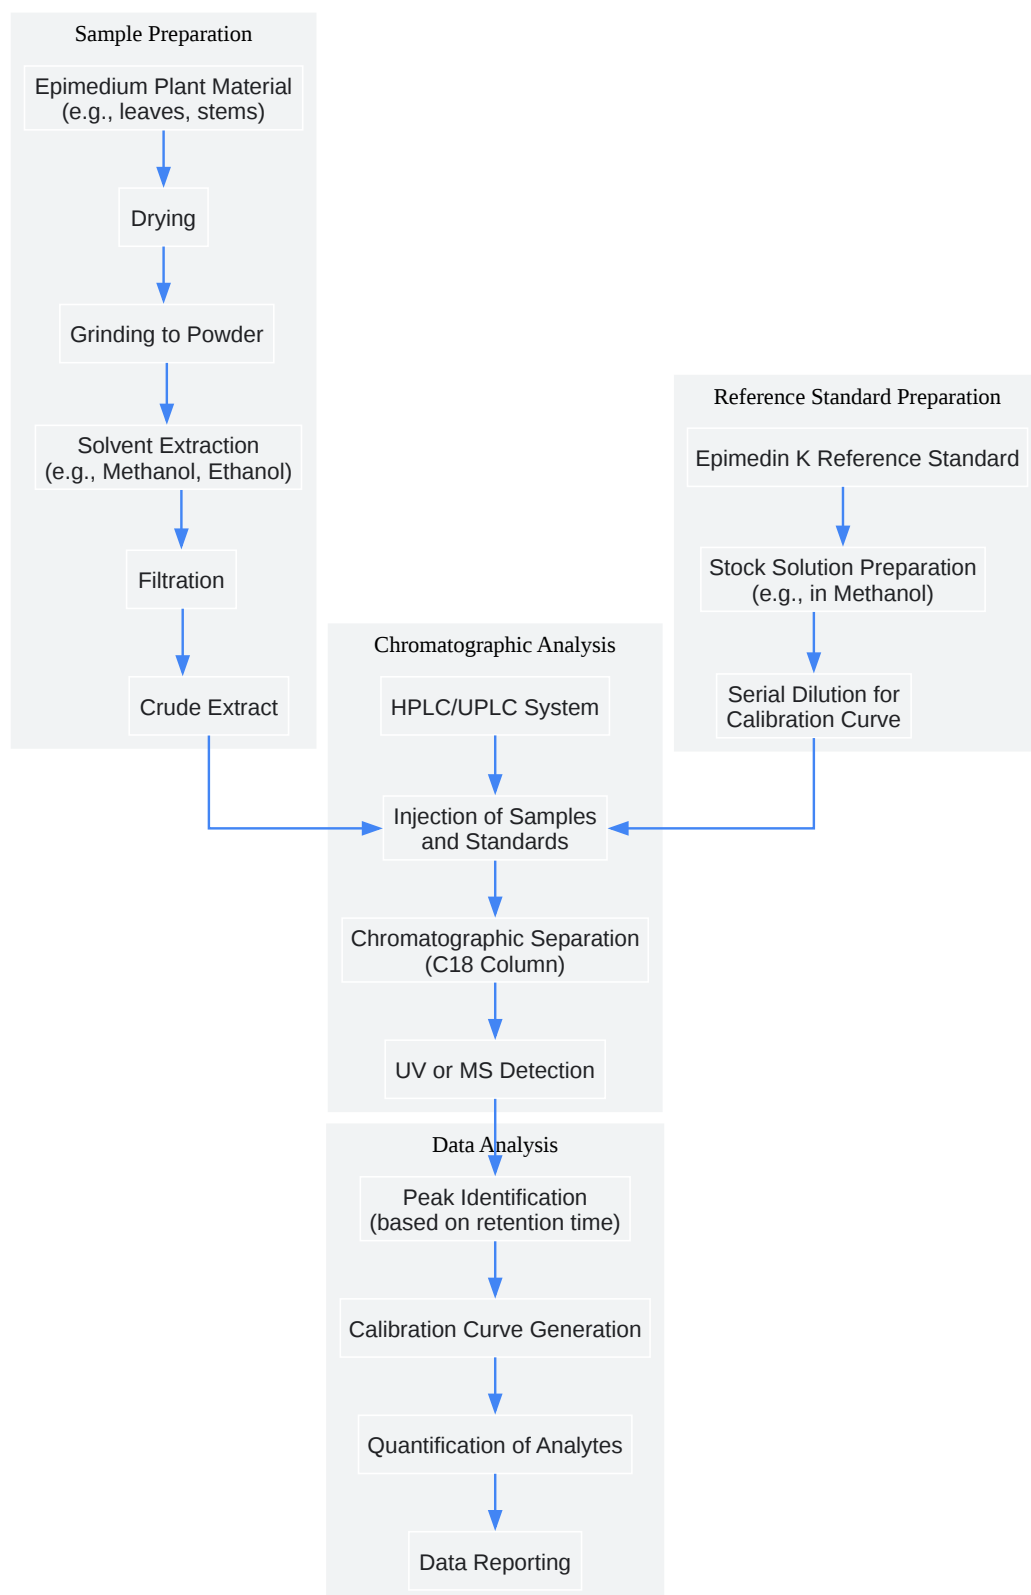 Sample Preparation
Epimedium Plant Material
(e.g., leaves, stems)
Drying
Grinding to Powder
Solvent Extraction
(e.g., Methanol, Ethanol)
Filtration
Crude Extract
Reference Standard Preparation
Epimedin K Reference Standard
Stock Solution Preparation
(e.g., in Methanol)
Serial Dilution for
Calibration Curve
Chromatographic Analysis
HPLC/UPLC System
Injection of Samples
and Standards
Chromatographic Separation
(C18 Column)
UV or MS Detection
Data Analysis
Peak Identification
(based on retention time)
Calibration Curve Generation
Quantification of Analytes
Data Reporting